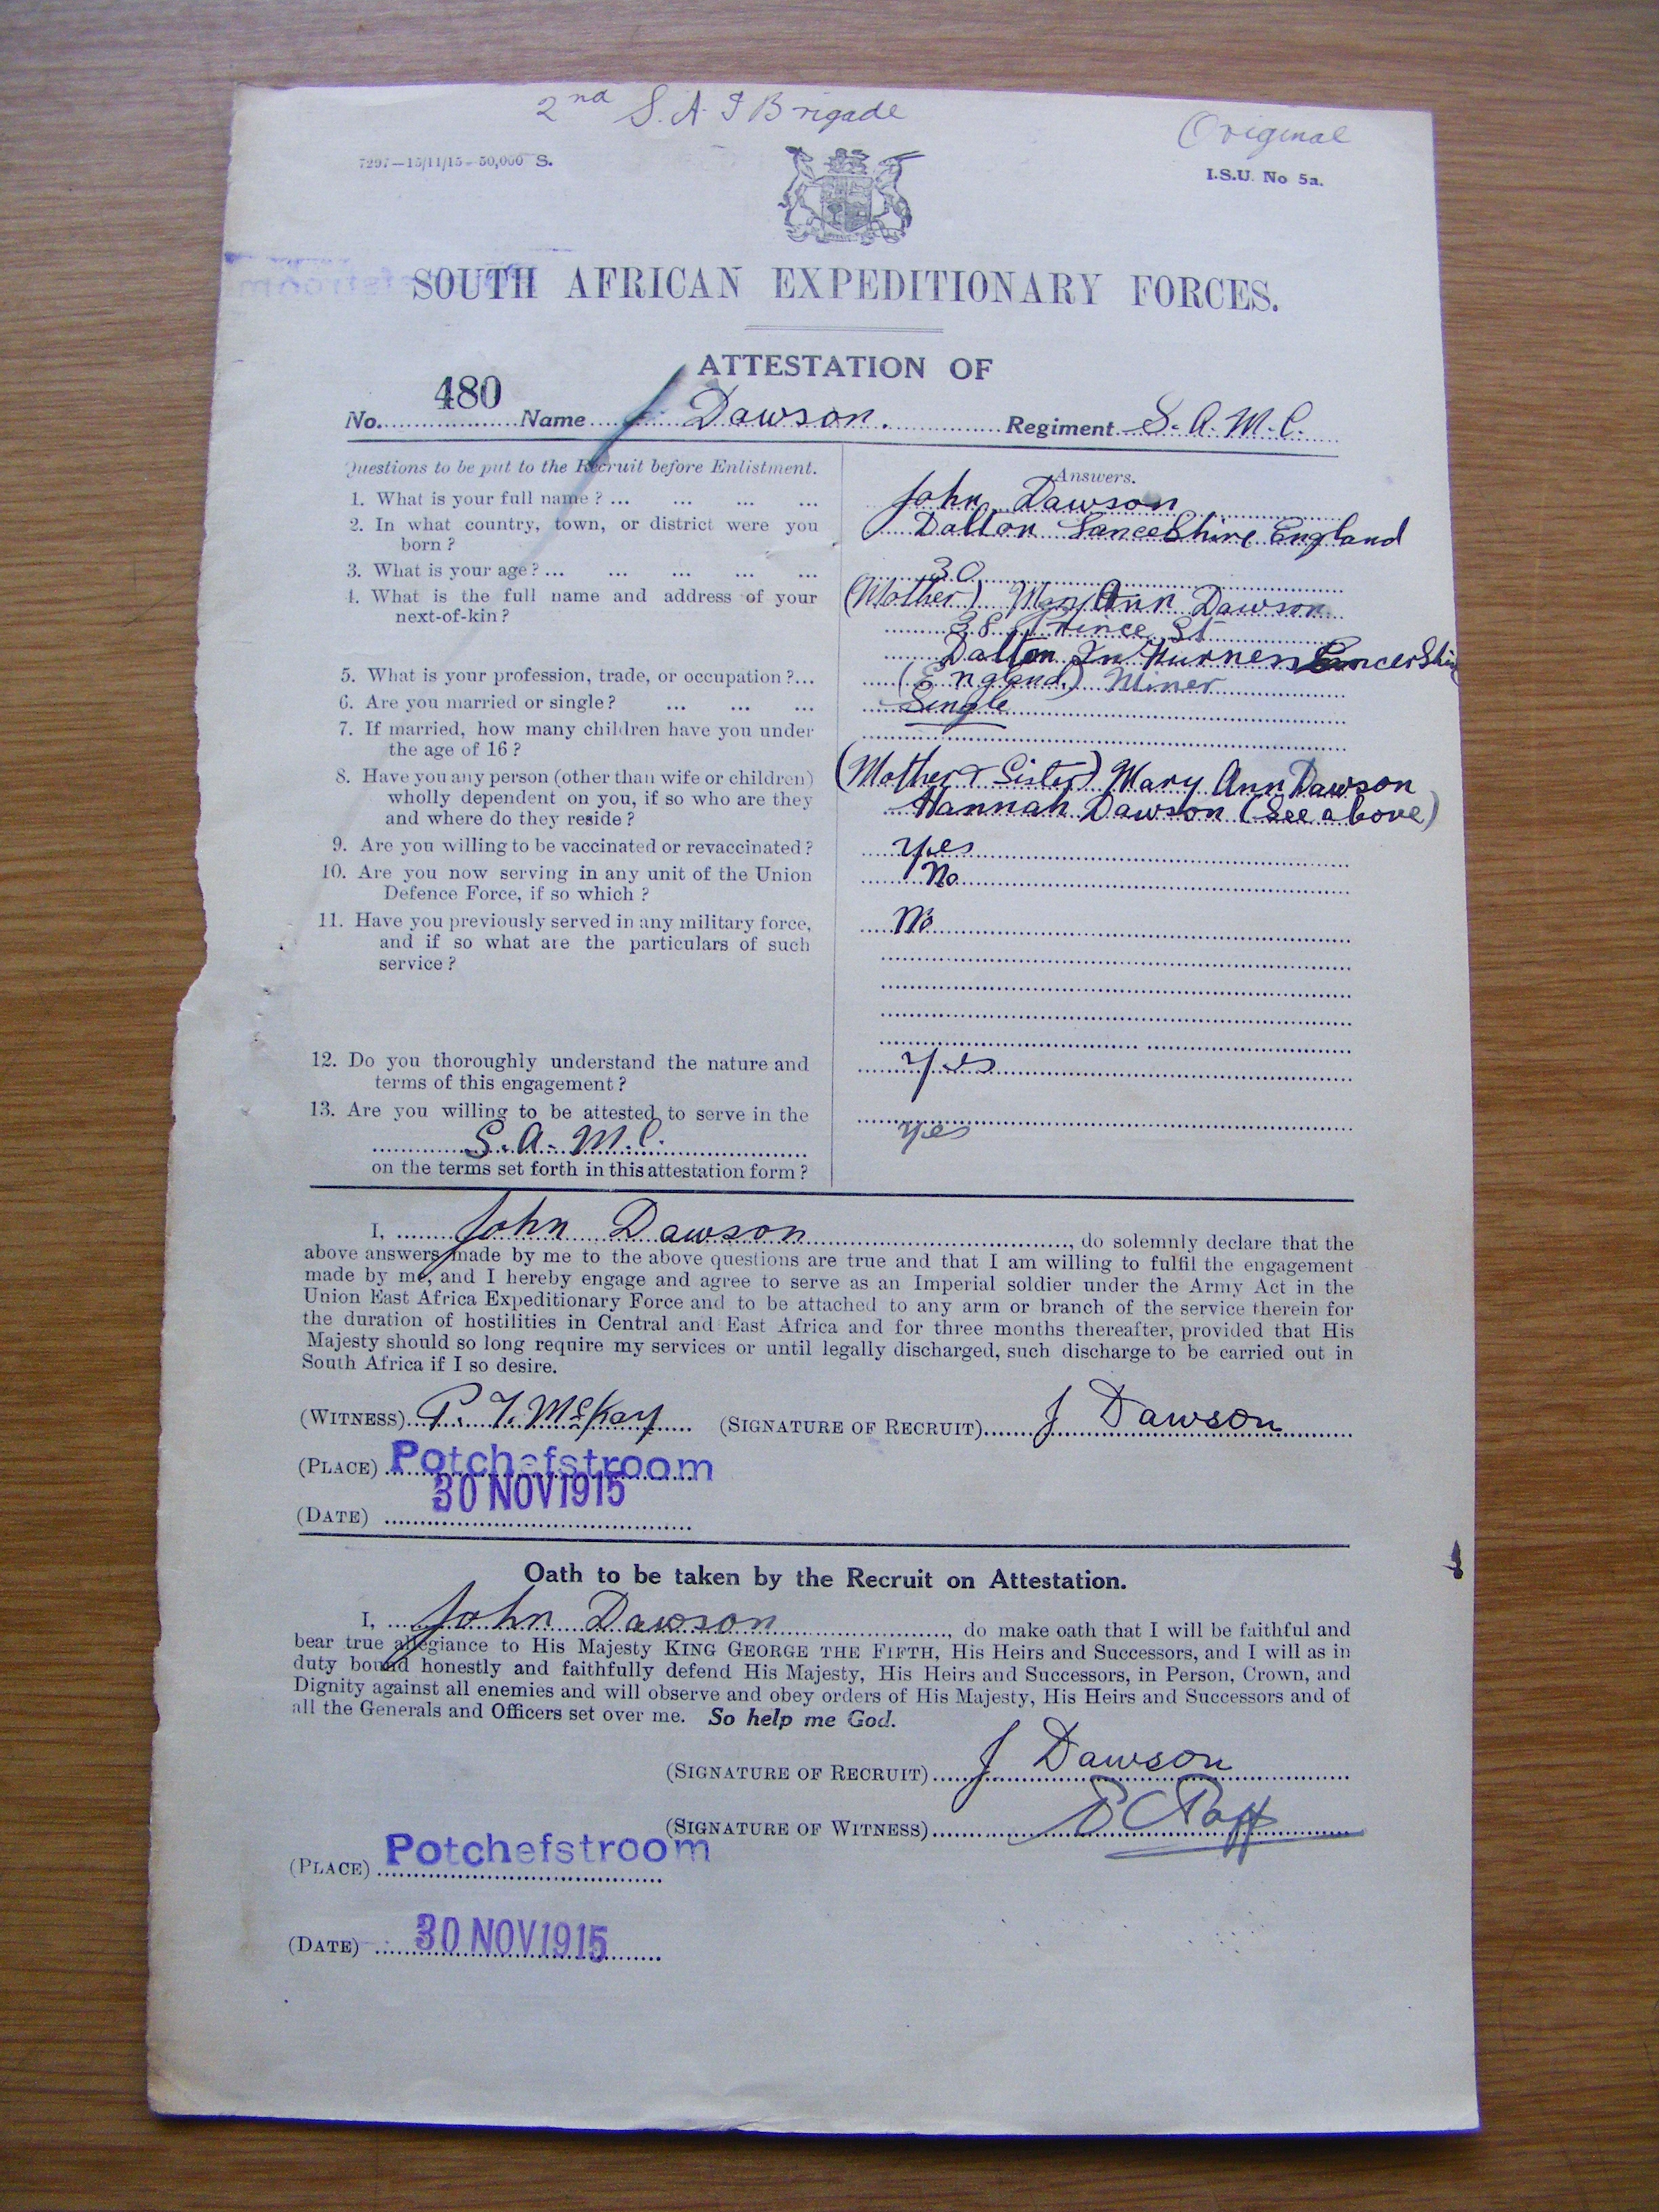 2nd S.A.I Brigade
Original
7297—15/11/15—50,000 S.
I.S.U. No 5a.
SOUTH AFRICAN EXPEDITIONARY FORCES.
ATTESTATION OF
No. 480 Name J Dawson. Regiment S.A.M.C.
Questions to be put to the Recruit before Enlistment.
Answers.
1. What is your full name? ... ... ... ...
John Dawson
2. In what country, town, or district were you
born?
Dalton Lanceshire England
3. What is your age? ... ... ... ... ...
30
4. What is the full name and address of your
next-of-kin?
(Mother) Mary Ann Dawson
38 Prince St
Dalton In Furness Lancershire
(England)
5. What is your profession, trade, or occupation?...
Miner
6. Are you married or single? ... ... ...
Single
7. If married, how many children have you under
the age of 16?
8. Have you any person (other than wife or children)
wholly dependent on you, if so who are they
and where do they reside?
(Mother & Sister) Mary Ann Dawson
Hannah Dawson (See above)
9. Are you willing to be vaccinated or revaccinated?
Yes
10. Are you now serving in any unit of the Union
Defence Force, if so which?
No
11. Have you previously served in any military force,
and if so what are the particulars of such
service?
No
12. Do you thoroughly understand the nature and
terms of this engagement?
Yes
13. Are you willing to be attested to serve in the
S.A.M.C.
on the terms set forth in this attestation form?
Yes
I, John Dawson, do solemnly declare that the
above answers made by me to the above questions are true and that I am willing to fulfil the engagement
made by me, and I hereby engage and agree to serve as an Imperial soldier under the Army Act in the
Union East Africa Expeditionary Force and to be attached to any arm or branch of the service therein for
the duration of hostilities in Central and East Africa and for three months thereafter, provided that His
Majesty should so long require my services or until legally discharged, such discharge to be carried out in
South Africa if I so desire.
(WITNESS) P. J. McKay (SIGNATURE OF RECRUIT) J Dawson
(PLACE) Potchefstroom
(DATE) 30 NOV 1915
Oath to be taken by the Recruit on Attestation.
I, John Dawson, do make oath that I will be faithful and
bear true allegiance to His Majesty KING GEORGE THE FIFTH, His Heirs and Successors, and I will as in
duty bound honestly and faithfully defend His Majesty, His Heirs and Successors, in Person, Crown, and
Dignity against all enemies and will observe and obey orders of His Majesty, His Heirs and Successors and of
all the Generals and Officers set over me. So help me God.
(SIGNATURE OF RECRUIT) J Dawson
(SIGNATURE OF WITNESS)
(PLACE) Potchefstroom
(DATE) 30 NOV 1915